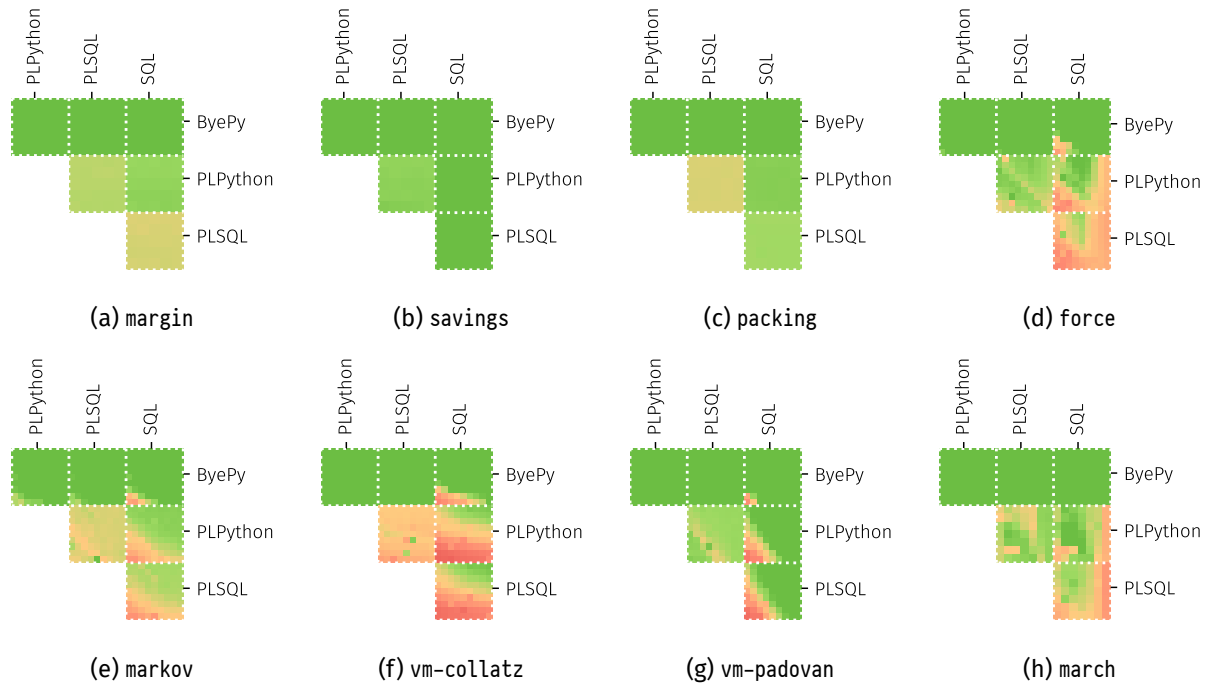 PLPython PLSQL SQL
ByePy
PLPython
PLSQL
(a) margin
PLPython PLSQL SQL
ByePy
PLPython
PLSQL
(b) savings
PLPython PLSQL SQL
ByePy
PLPython
PLSQL
(c) packing
PLPython PLSQL SQL
ByePy
PLPython
PLSQL
(d) force
PLPython PLSQL SQL
ByePy
PLPython
PLSQL
(e) markov
PLPython PLSQL SQL
ByePy
PLPython
PLSQL
(f) vm-collatz
PLPython PLSQL SQL
ByePy
PLPython
PLSQL
(g) vm-padovan
PLPython PLSQL SQL
ByePy
PLPython
PLSQL
(h) march